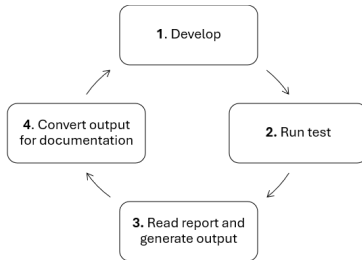 1. Develop
2. Run test
3. Read report and
generate output
4. Convert output
for documentation